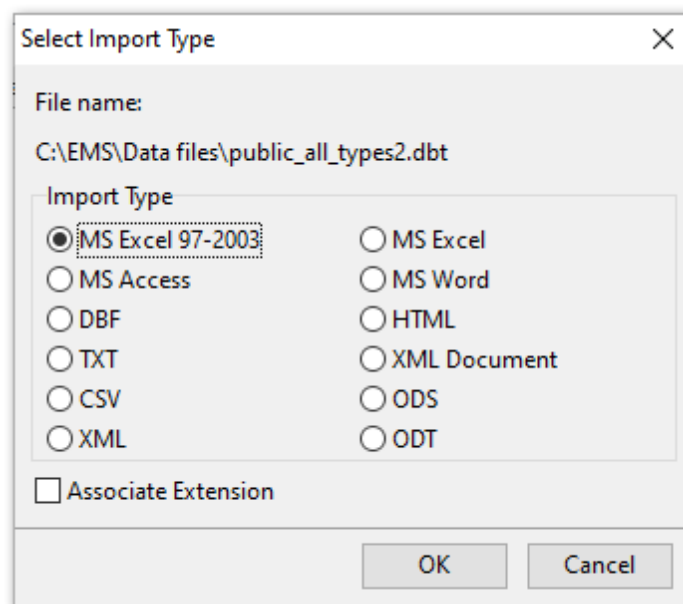 Select Import Type
File name:
C:\EMS\Data files\public_all_types2.dbt
Import Type
MS Excel 97-2003 MS Excel
MS Access MS Word
DBF HTML
TXT XML Document
CSV ODS
XML ODT
Associate Extension
OK Cancel